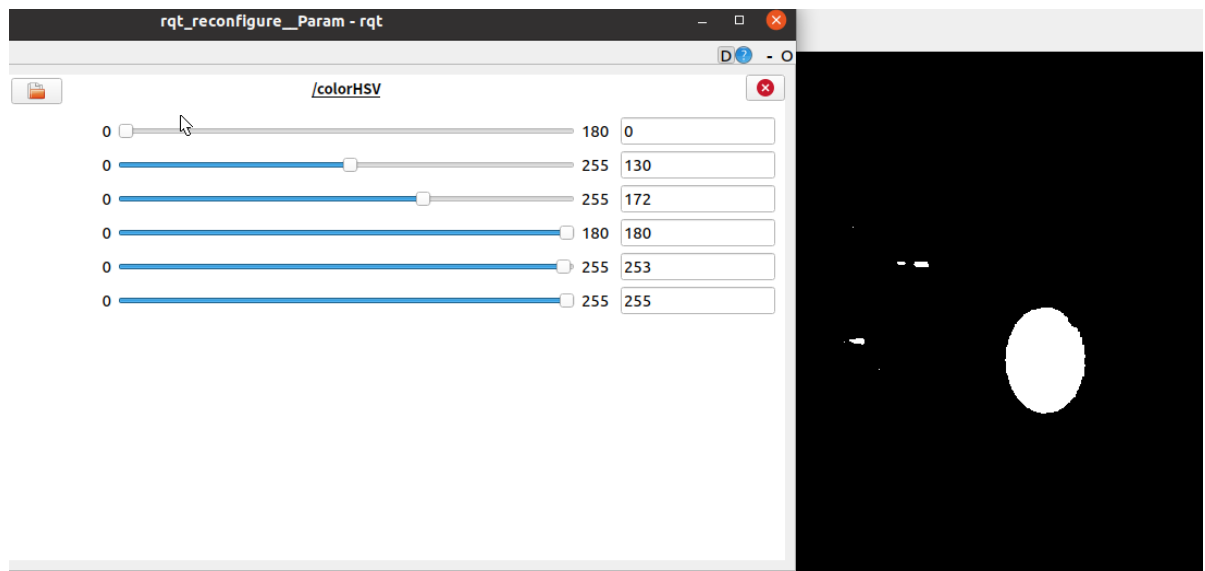 rqt_reconfigure__Param - rqt
D? - O
/colorHSV
0 180 0
0 255 130
0 255 172
0 180 180
0 255 253
0 255 255